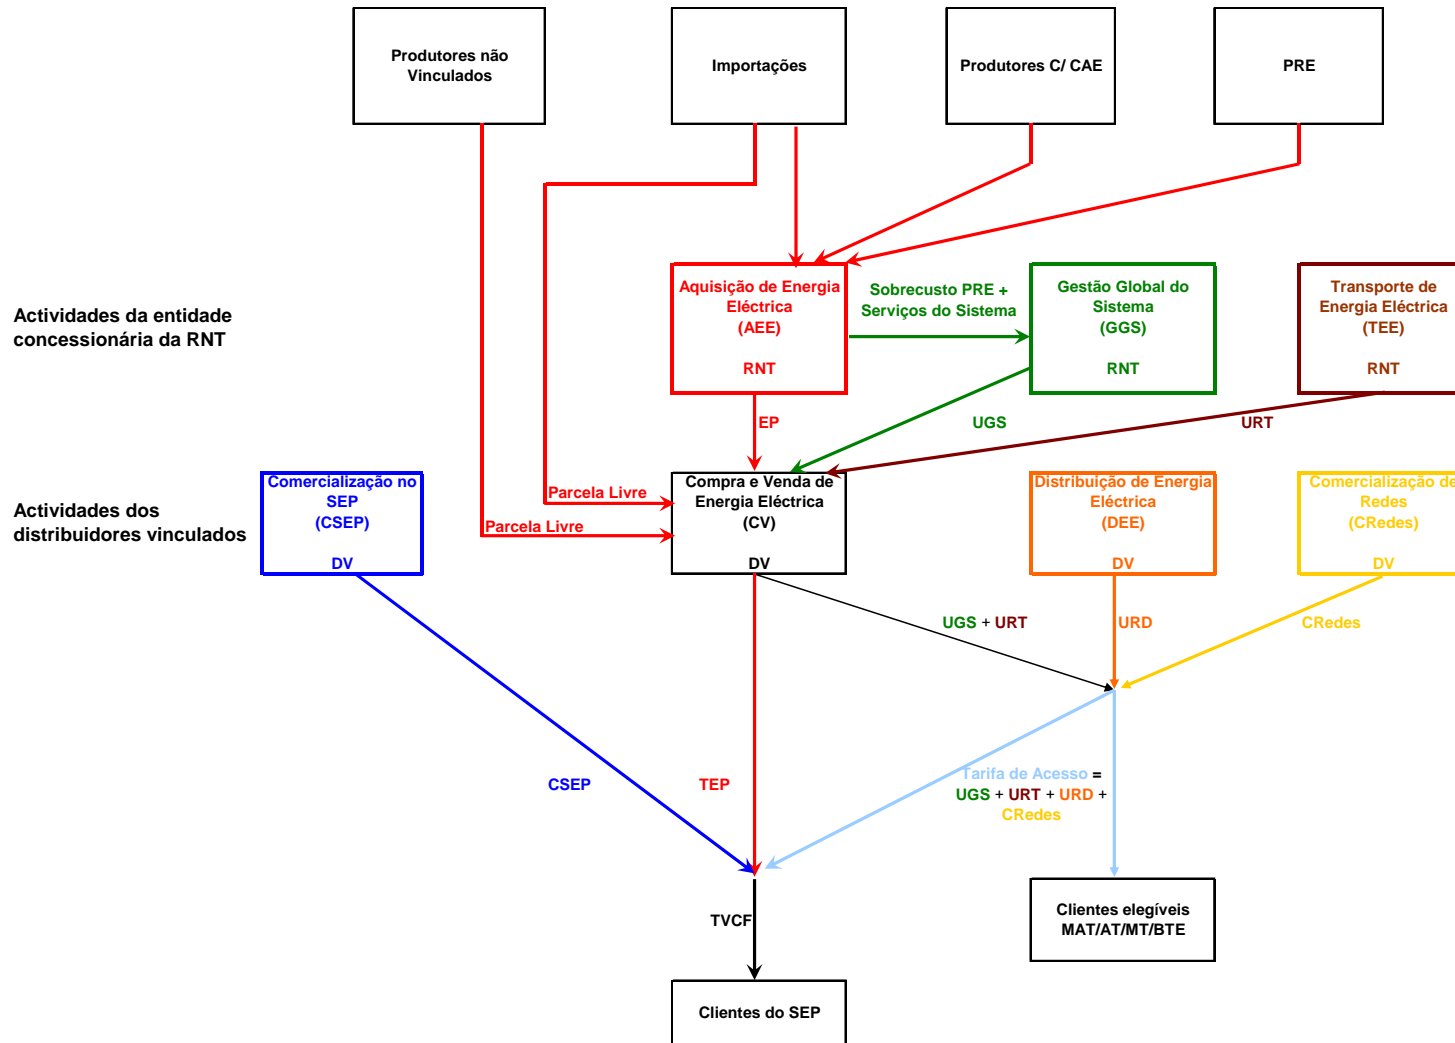 Produtores não
Vinculados
Importações
Produtores C/ CAE
PRE
Actividades da entidade
concessionária da RNT
Aquisição de Energia
Eléctrica
(AEE)
RNT
Sobrecusto PRE +
Serviços do Sistema
Gestão Global do
Sistema
(GGS)
RNT
Transporte de
Energia Eléctrica
(TEE)
RNT
EP
UGS
URT
Actividades dos
distribuidores vinculados
Comercialização no
SEP
(CSEP)
DV
Parcela Livre
Parcela Livre
Compra e Venda de
Energia Eléctrica
(CV)
DV
Distribuição de Energia
Eléctrica
(DEE)
DV
Comercialização de
Redes
(CRedes)
DV
UGS + URT
URD
CRedes
CSEP
TEP
Tarifa de Acesso =
UGS + URT + URD +
CRedes
TVCF
Clientes elegíveis
MAT/AT/MT/BTE
Clientes do SEP